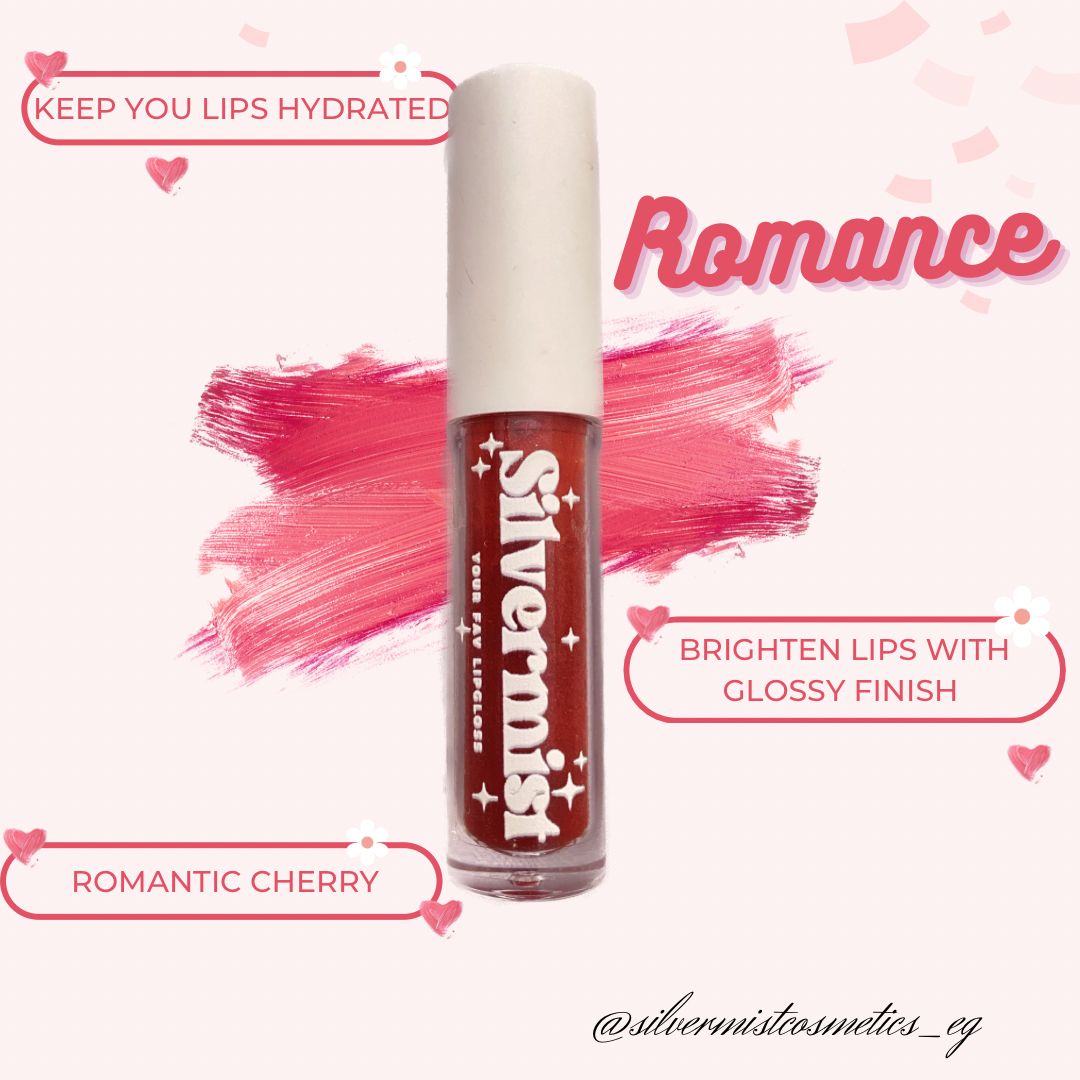 KEEP YOU LIPS HYDRATED
Romance
Silvermist
YOUR FAV LIPGLOSS
BRIGHTEN LIPS WITH
GLOSSY FINISH
ROMANTIC CHERRY
@silvermistcosmetics_eg